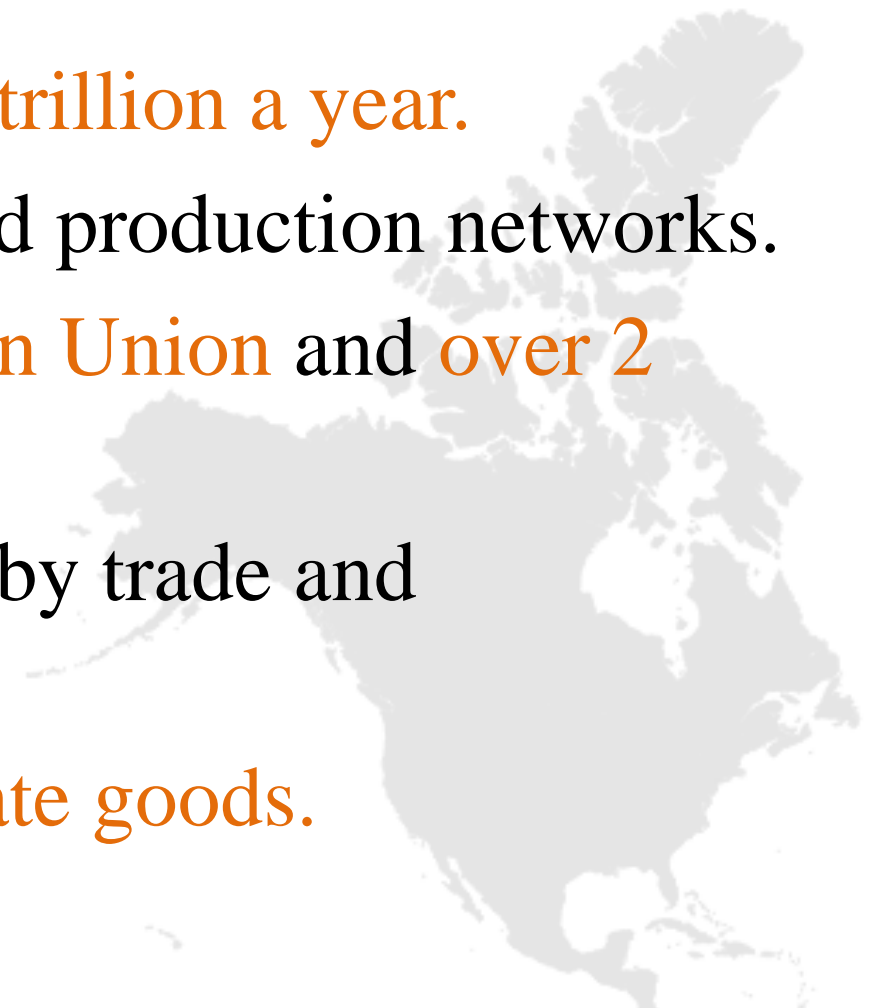 trillion a year.
d production networks.
n Union and over 2
by trade and
ate goods.